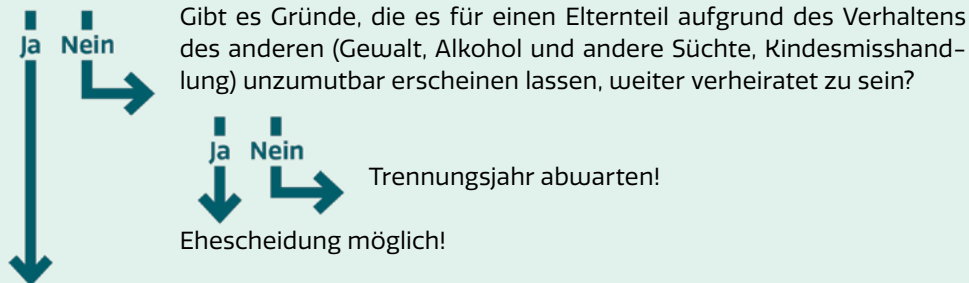 Ja Nein
Gibt es Gründe, die es für einen Elternteil aufgrund des Verhaltens
des anderen (Gewalt, Alkohol und andere Süchte, Kindesmisshand-
lung) unzumutbar erscheinen lassen, weiter verheiratet zu sein?
Ja Nein
Trennungsjahr abwarten!
Ehescheidung möglich!